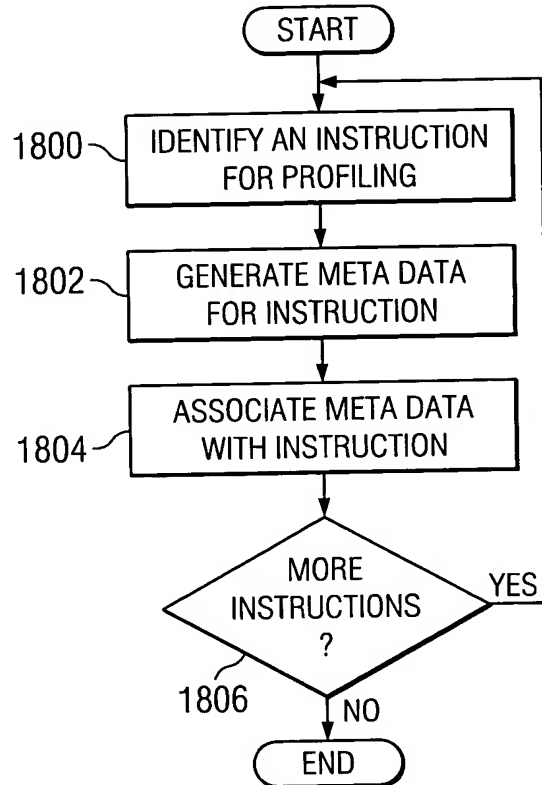 START
1800
IDENTIFY AN INSTRUCTION
FOR PROFILING
1802
GENERATE META DATA
FOR INSTRUCTION
1804
ASSOCIATE META DATA
WITH INSTRUCTION
MORE
INSTRUCTIONS
?
YES
1806
NO
END